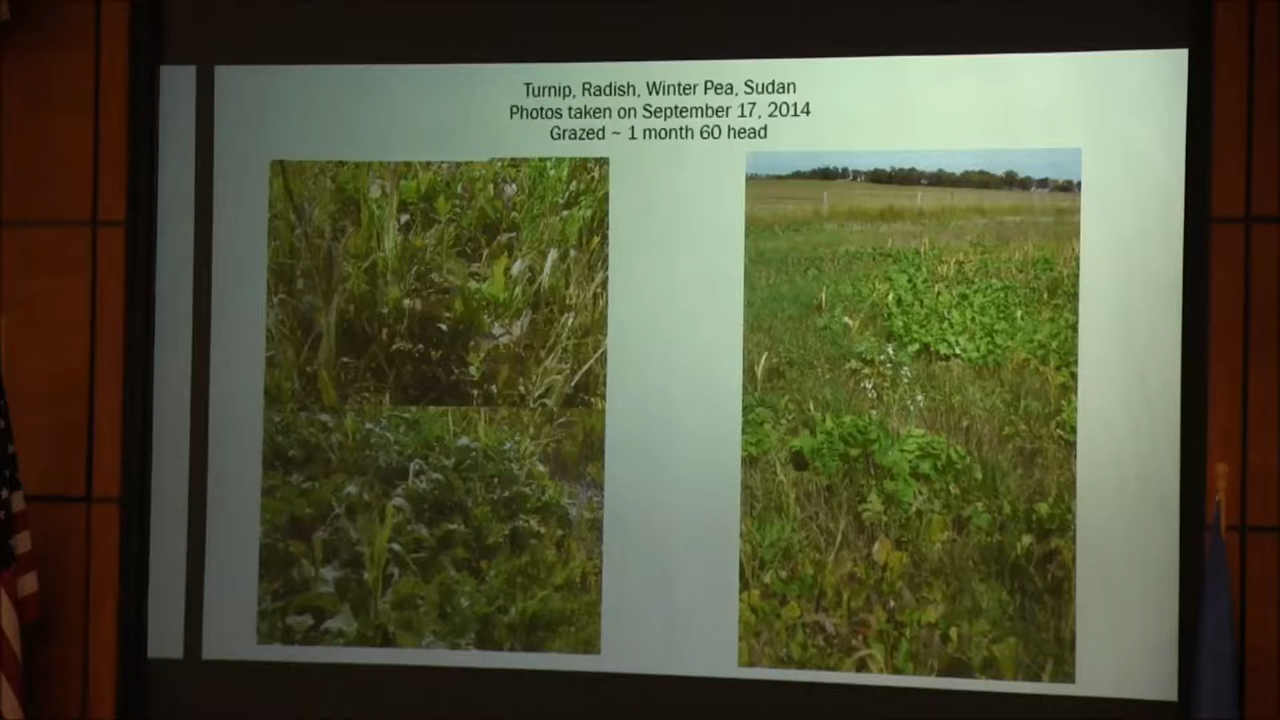 Turnip, Radish, Winter Pea, Sudan
Photos taken on September 17, 2014
Grazed ~ 1 month 60 head